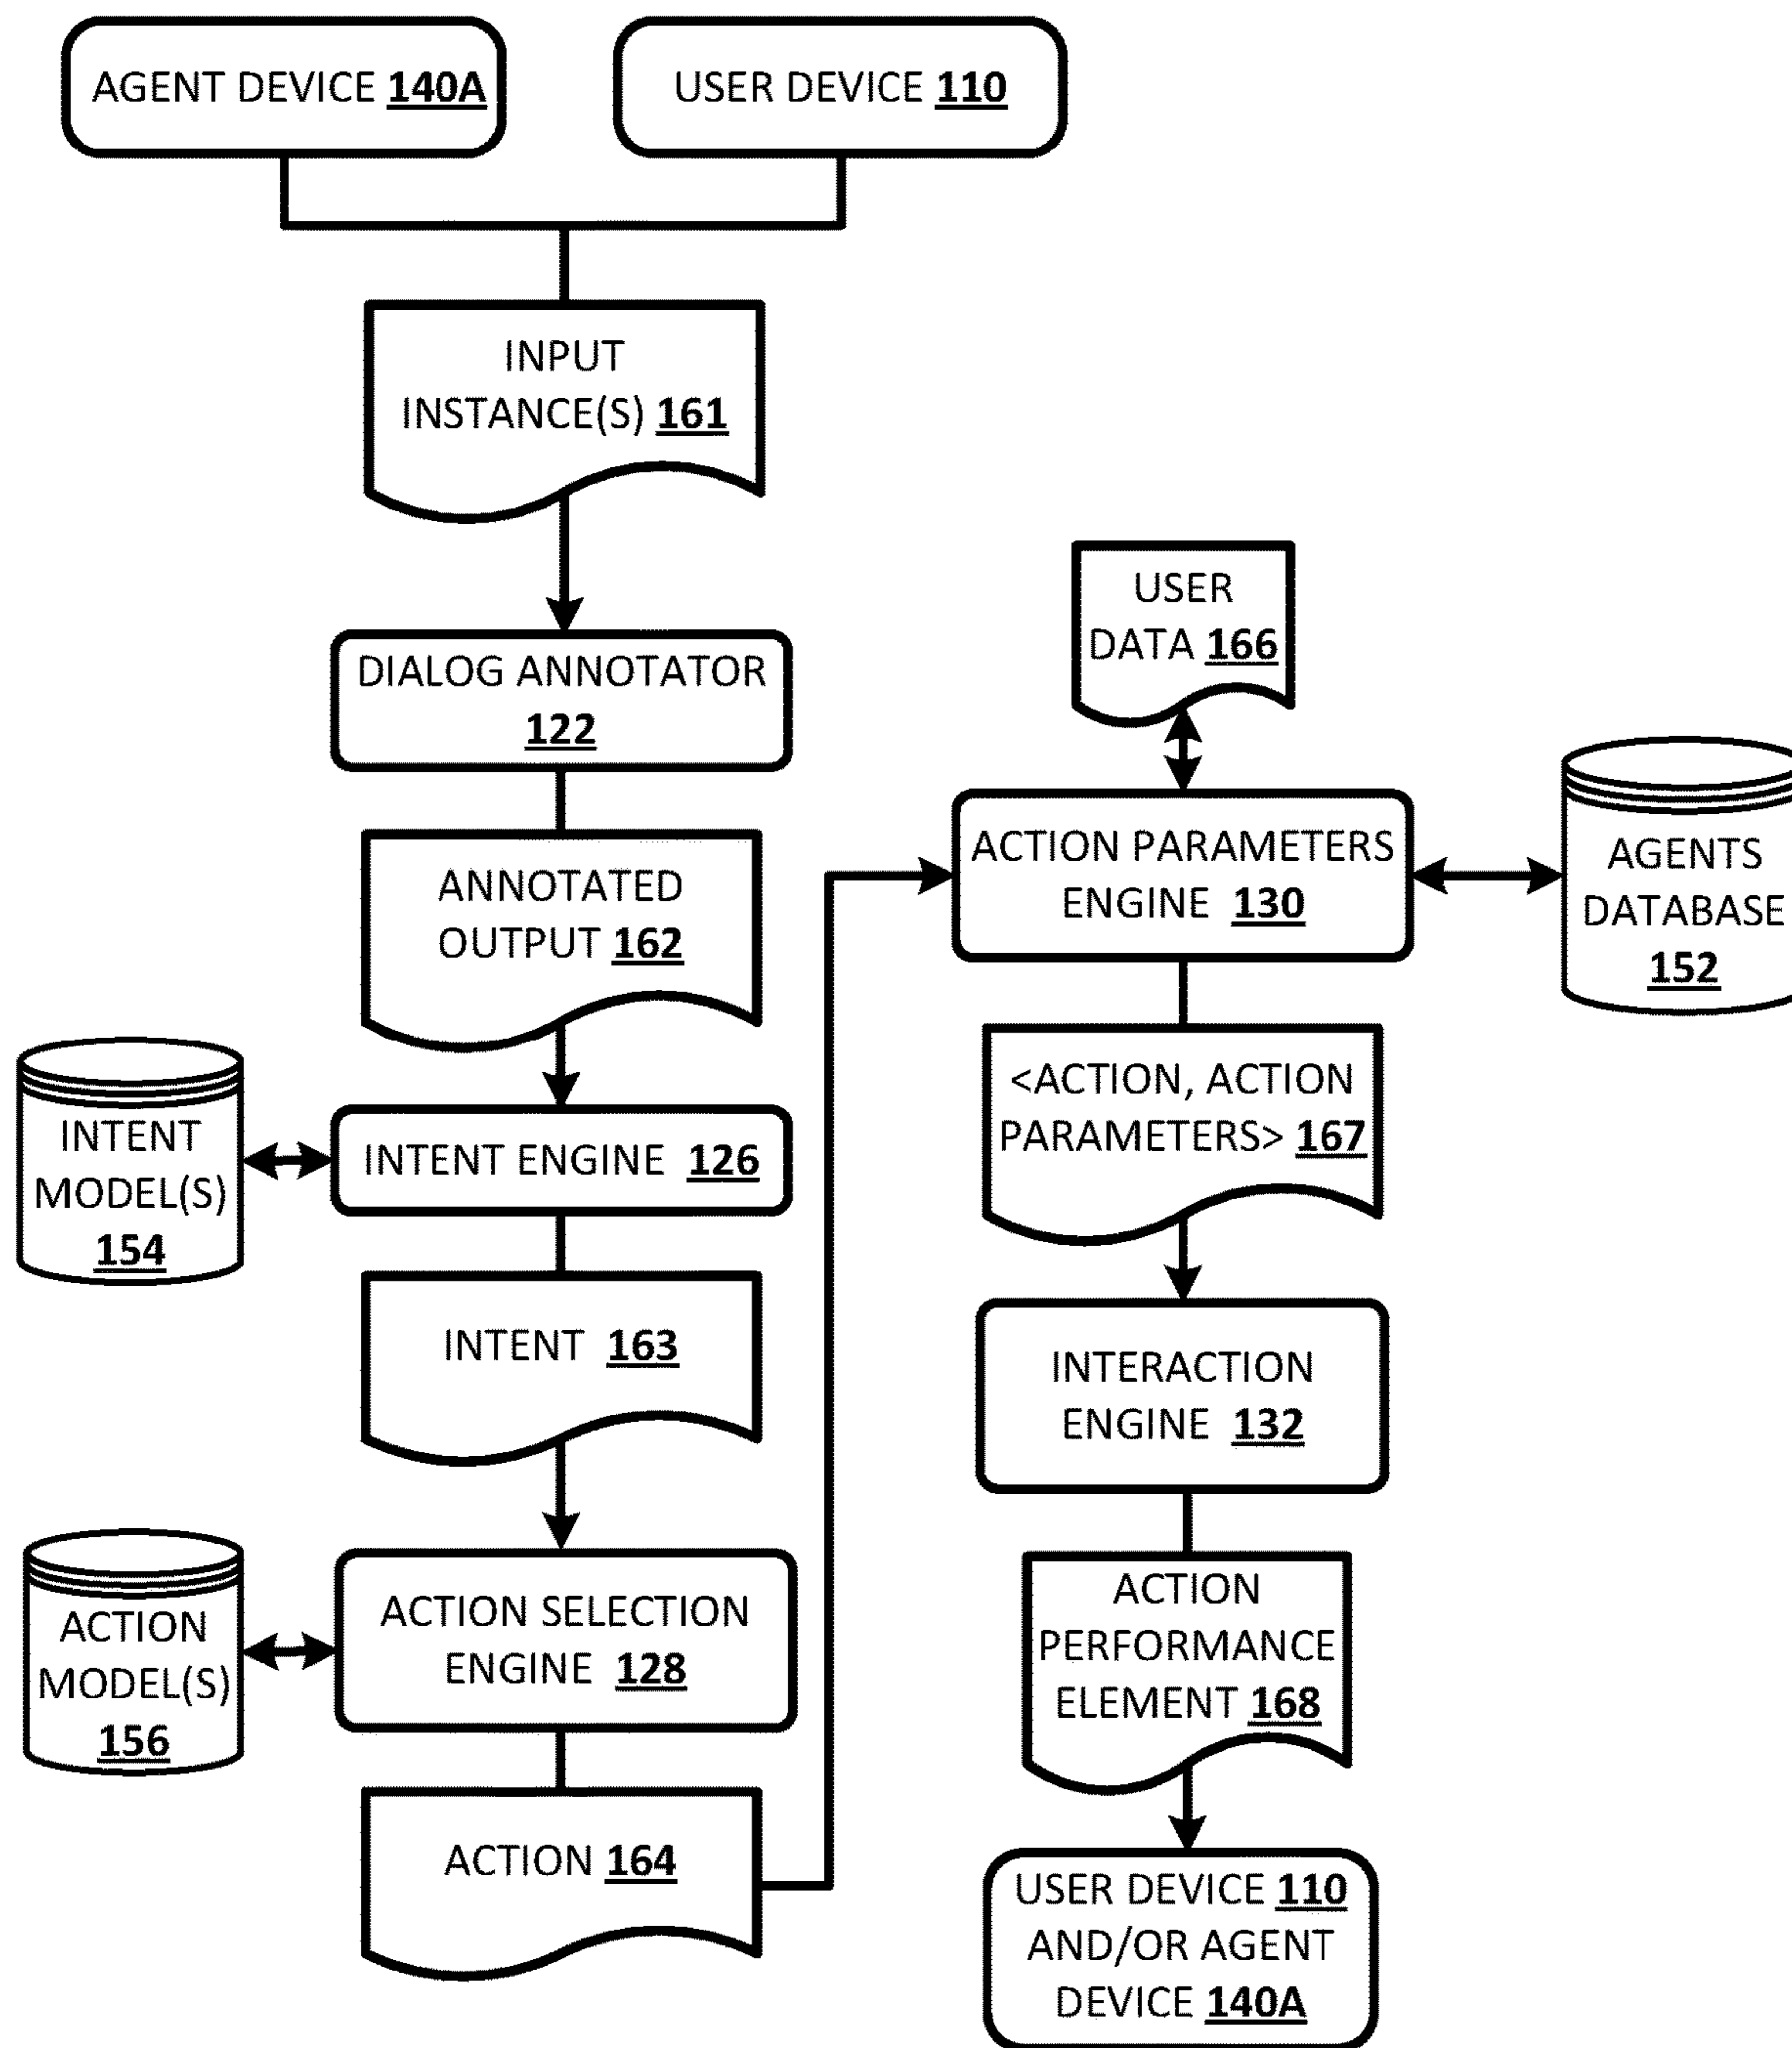 AGENT DEVICE 140A
USER DEVICE 110
INPUT
INSTANCE(S) 161
DIALOG ANNOTATOR
122
ANNOTATED
OUTPUT 162
INTENT
MODEL(S)
154
INTENT ENGINE 126
INTENT 163
ACTION
MODEL(S)
156
ACTION SELECTION
ENGINE 128
ACTION 164
USER
DATA 166
ACTION PARAMETERS
ENGINE 130
AGENTS
DATABASE
152
<ACTION, ACTION
PARAMETERS> 167
INTERACTION
ENGINE 132
ACTION
PERFORMANCE
ELEMENT 168
USER DEVICE 110
AND/OR AGENT
DEVICE 140A